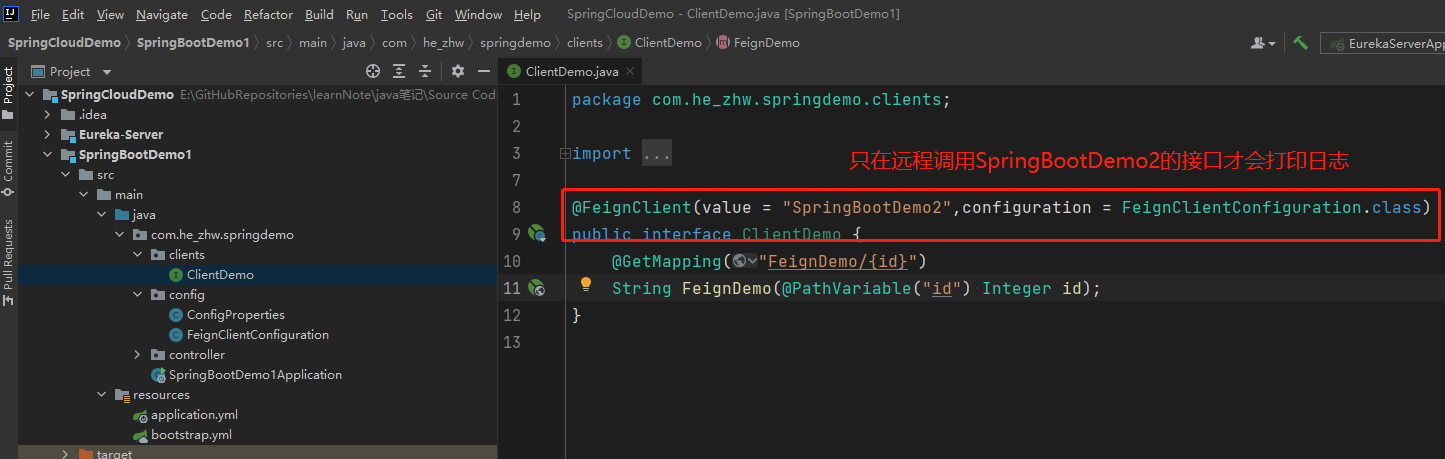 File Edit View Navigate Code Refactor Build Run Tools Git Window Help SpringCloudDemo - ClientDemo.java [SpringBootDemo1]
SpringCloudDemo SpringBootDemo1 src main java com he_zhw springdemo clients ClientDemo FeignDemo EurekaServerApp
Project
ClientDemo.java
Project
Commit
Pull Requests
SpringCloudDemo E:\GitHubRepositories\learnNote\java笔记\Source Code
.idea
Eureka-Server
SpringBootDemo1
src
main
java
com.he_zhw.springdemo
clients
ClientDemo
config
ConfigProperties
FeignClientConfiguration
controller
SpringBootDemo1Application
resources
application.yml
bootstrap.yml
target
1 package com.he_zhw.springdemo.clients;
2
3 import ...
只在远程调用SpringBootDemo2的接口才会打印日志
7
8 @FeignClient(value = "SpringBootDemo2",configuration = FeignClientConfiguration.class)
9 public interface ClientDemo {
10 @GetMapping("FeignDemo/{id}")
11 String FeignDemo(@PathVariable("id") Integer id);
12 }
13